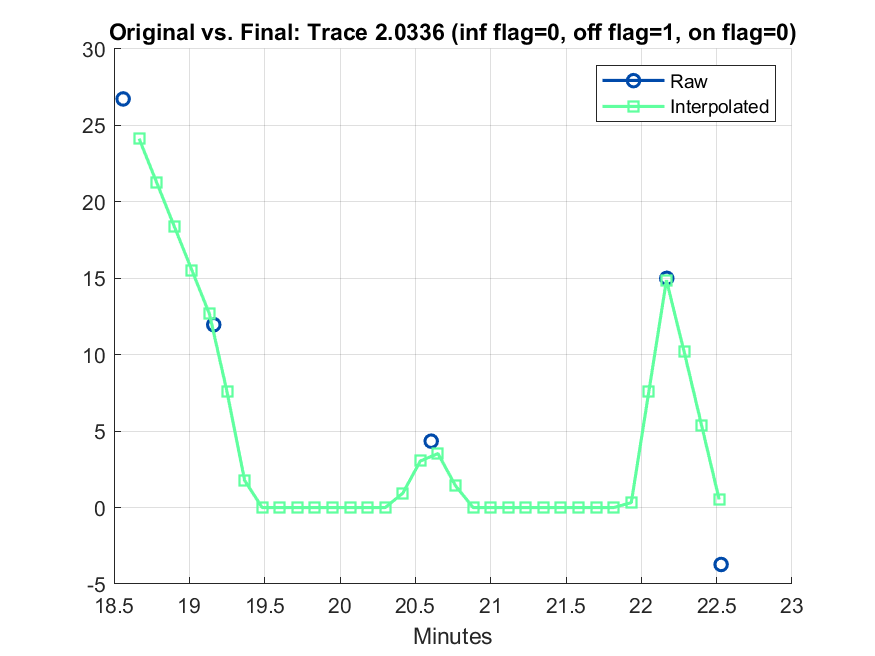 Original vs. Final: Trace 2.0336 (inf flag=0, off flag=1, on flag=0)
30
25
20
15
10
5
0
-5
Raw
Interpolated
18.5 19 19.5 20 20.5 21 21.5 22 22.5 23
Minutes